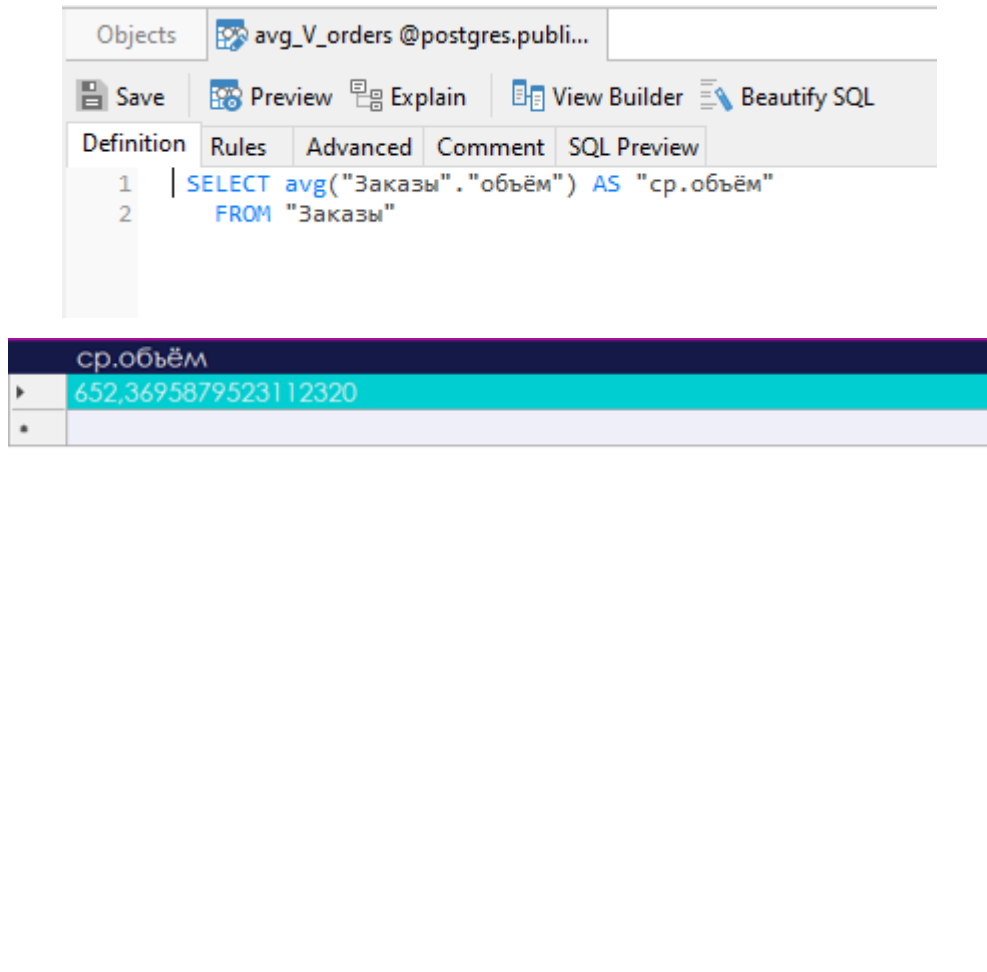 Objects avg_V_orders @postgres.publi...
Save Preview Explain View Builder Beautify SQL
Definition Rules Advanced Comment SQL Preview
1 SELECT avg("Заказы"."объём") AS "ср.объём"
2 FROM "Заказы"
ср.объём
652,3695879523112320